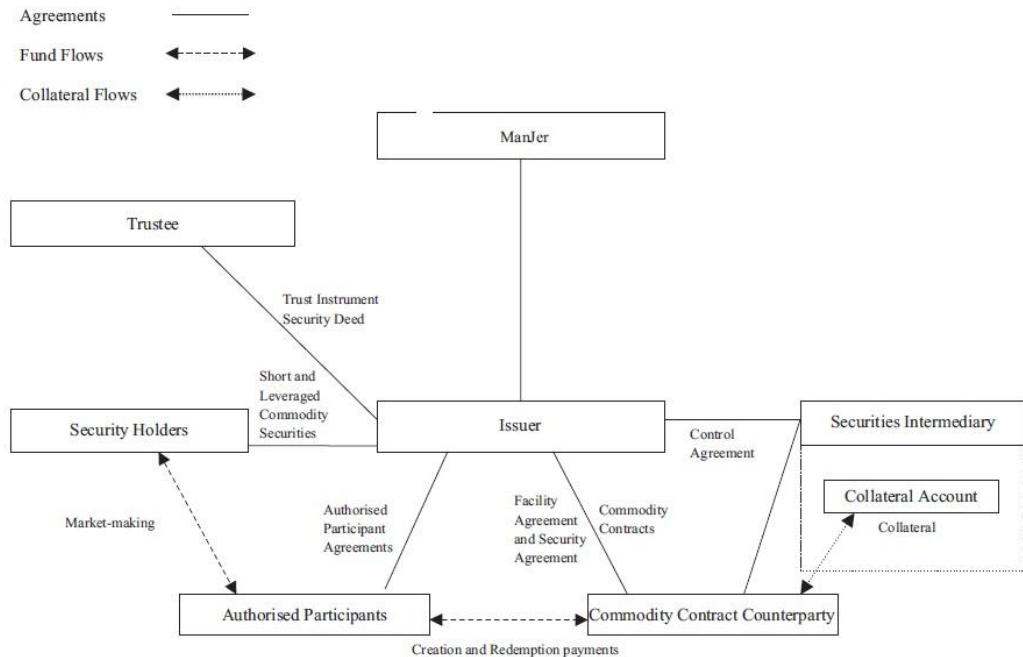 Agreements
Fund Flows
Collateral Flows
ManJer
Trustee
Trust Instrument
Security Deed
Short and
Leveraged
Commodity
Securities
Security Holders
Issuer
Securities Intermediary
Control
Agreement
Collateral Account
Collateral
Market-making
Authorised
Participant
Agreements
Facility
Agreement
and Security
Agreement
Commodity
Contracts
Authorised Participants
Commodity Contract Counterparty
Creation and Redemption payments